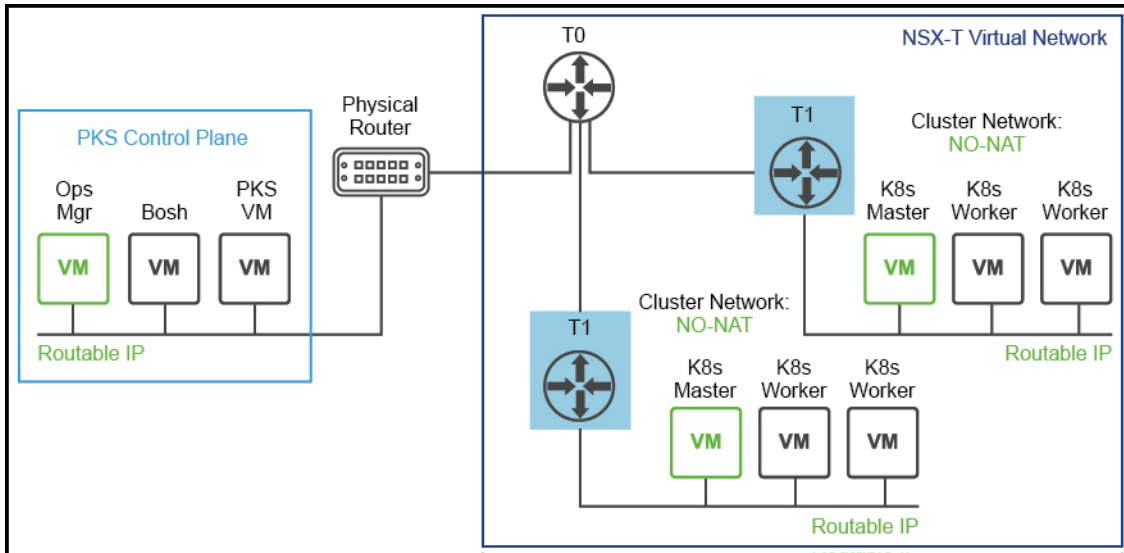 T0
NSX-T Virtual Network
Physical
Router
T1
Cluster Network:
NO-NAT
PKS Control Plane
Ops
Mgr
Bosh
PKS
VM
K8s
Master
K8s
Worker
K8s
Worker
VM
VM
VM
VM
VM
VM
Routable IP
Routable IP
Cluster Network:
NO-NAT
T1
K8s
Master
K8s
Worker
K8s
Worker
VM
VM
VM
Routable IP